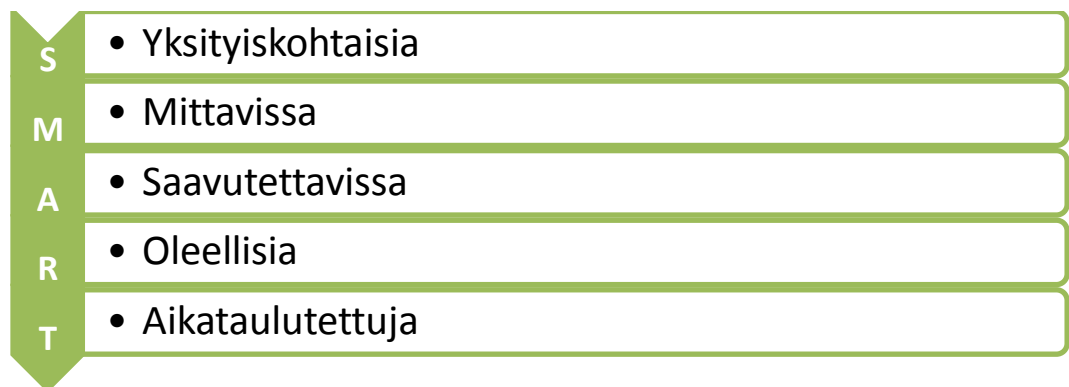 S • Yksityiskohtaisia
M • Mittavissa
A • Saavutettavissa
R • Oleellisia
T • Aikataulutettuja